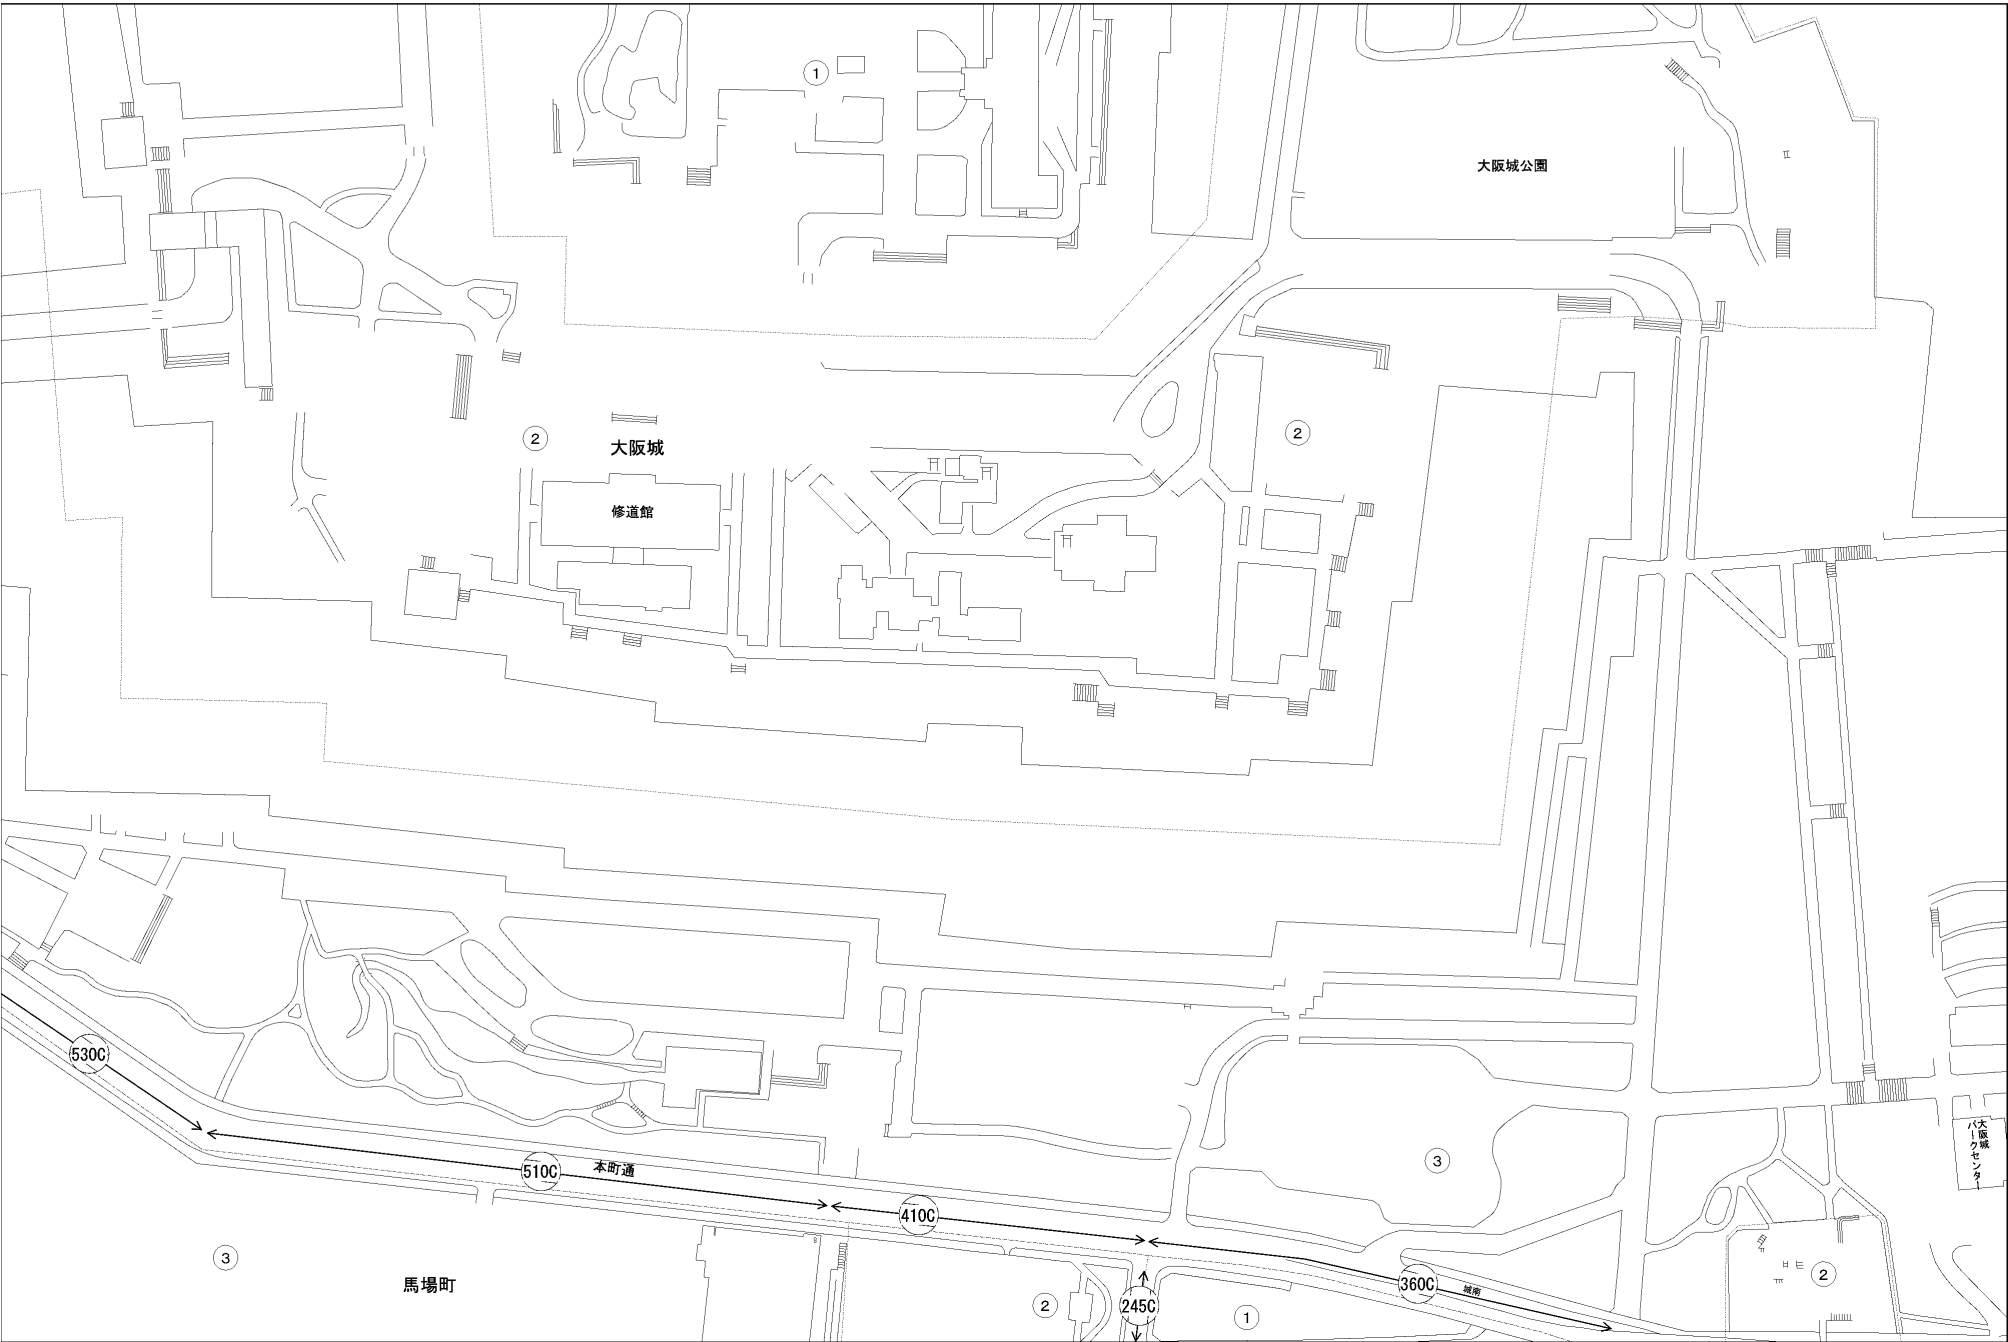 ①
大阪城公園
②
大阪城
②
修道館
530C
510C
本町通
410C
③
大阪城
パークセンター
③
馬場町
②
245C
①
360C
城南
②